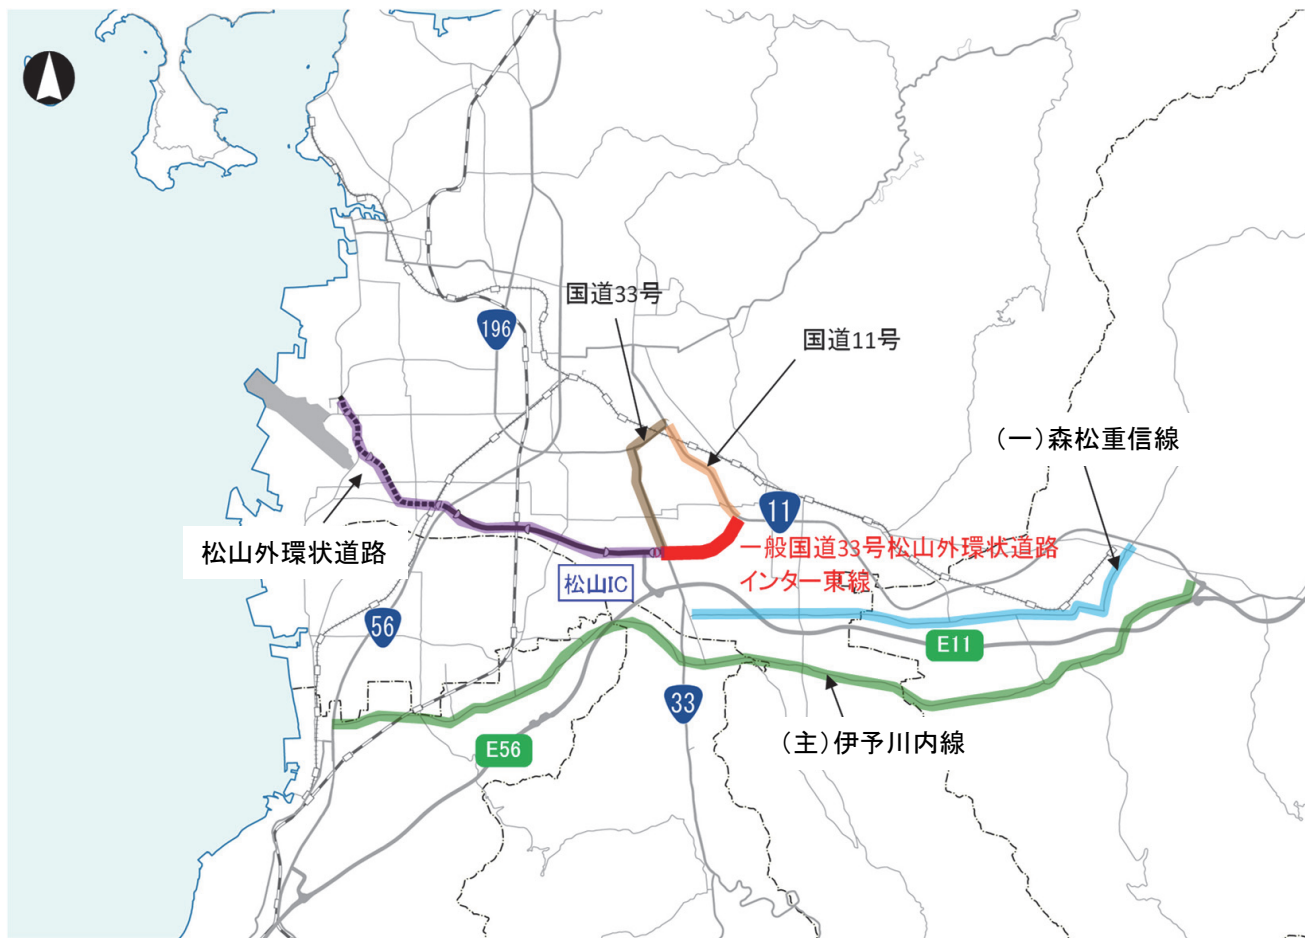 国道33号
196
国道11号
(一)森松重信線
11
松山外環状道路
一般国道33号松山外環状道路
インター東線
松山IC
56
E11
33
(主)伊予川内線
E56